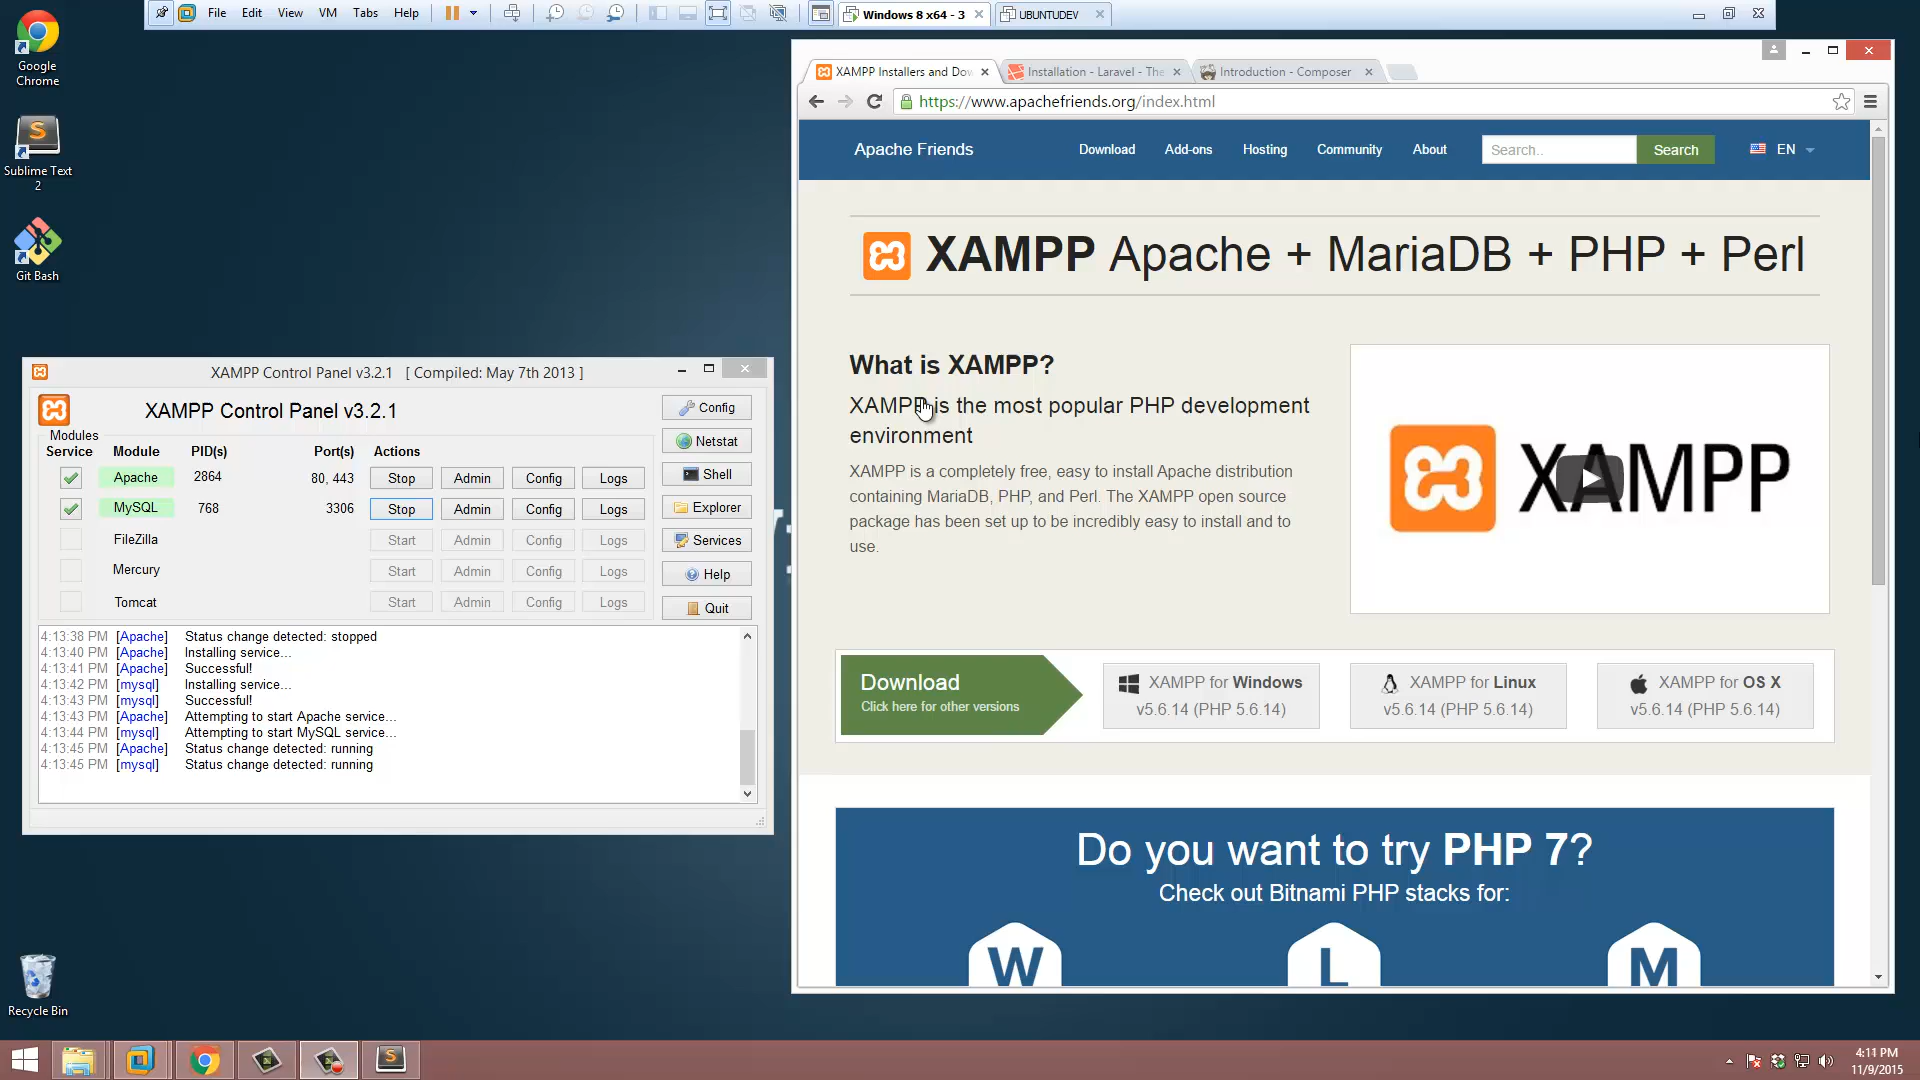 File Edit View VM Tabs Help
Windows 8 x64 - 3
UBUNTUDEV
Google Chrome
Sublime Text 2
Git Bash
Recycle Bin
XAMPP Control Panel v3.2.1 [ Compiled: May 7th 2013 ]
XAMPP Control Panel v3.2.1
Config
Modules
Service Module PID(s) Port(s) Actions
Netstat
Apache 2864 80, 443 Stop Admin Config Logs
Shell
MySQL 768 3306 Stop Admin Config Logs
Explorer
FileZilla Start Admin Config Logs
Services
Mercury Start Admin Config Logs
Help
Tomcat Start Admin Config Logs
Quit
4:13:38 PM [Apache] Status change detected: stopped
4:13:40 PM [Apache] Installing service...
4:13:41 PM [Apache] Successful!
4:13:42 PM [mysql] Installing service...
4:13:43 PM [mysql] Successful!
4:13:43 PM [Apache] Attempting to start Apache service...
4:13:44 PM [mysql] Attempting to start MySQL service...
4:13:45 PM [Apache] Status change detected: running
4:13:45 PM [mysql] Status change detected: running
XAMPP Installers and Dow
Installation - Laravel - The
Introduction - Composer
https://www.apachefriends.org/index.html
Apache Friends Download Add-ons Hosting Community About Search.. Search EN
XAMPP Apache + MariaDB + PHP + Perl
What is XAMPP?
XAMPP is the most popular PHP development
environment
XAMPP is a completely free, easy to install Apache distribution
containing MariaDB, PHP, and Perl. The XAMPP open source
package has been set up to be incredibly easy to install and to
use.
XAMPP
Download
Click here for other versions
XAMPP for Windows
v5.6.14 (PHP 5.6.14)
XAMPP for Linux
v5.6.14 (PHP 5.6.14)
XAMPP for OS X
v5.6.14 (PHP 5.6.14)
Do you want to try PHP 7?
Check out Bitnami PHP stacks for:
W L M
4:11 PM
11/9/2015